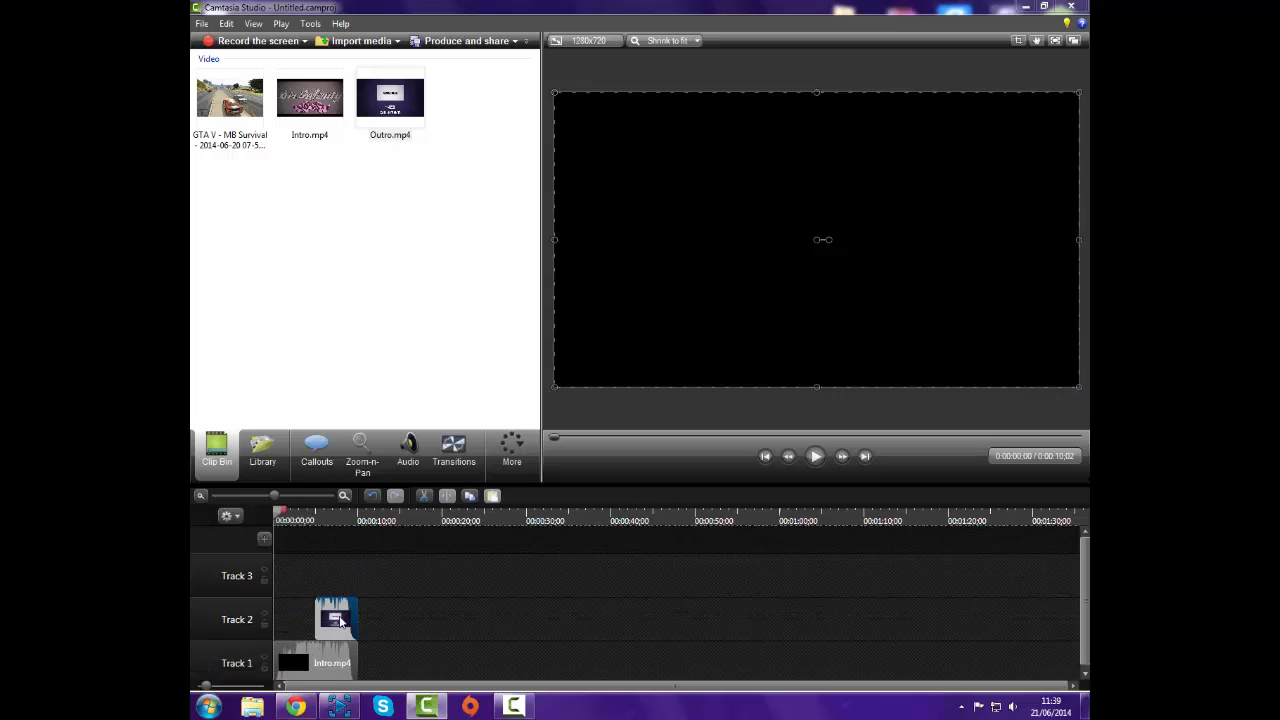 Camtasia Studio - Untitled.camproj
File Edit View Play Tools Help
Record the screen Import media Produce and share
1280x720 Shrink to fit
Video
GTA V - MB Survival
- 2014-06-20 07-5...
Intro.mp4
Outro.mp4
Clip Bin
Library
Callouts
Zoom-n-
Pan
Audio
Transitions
More
0:00:00;00 / 0:00:10;02
00:00:00;00 00:00:10;00 00:00:20;00 00:00:30;00 00:00:40;00 00:00:50;00 00:01:00;00 00:01:10;00 00:01:20;00 00:01:30;00
Track 3
Track 2
Track 1
Intro.mp4
11:39
21/06/2014